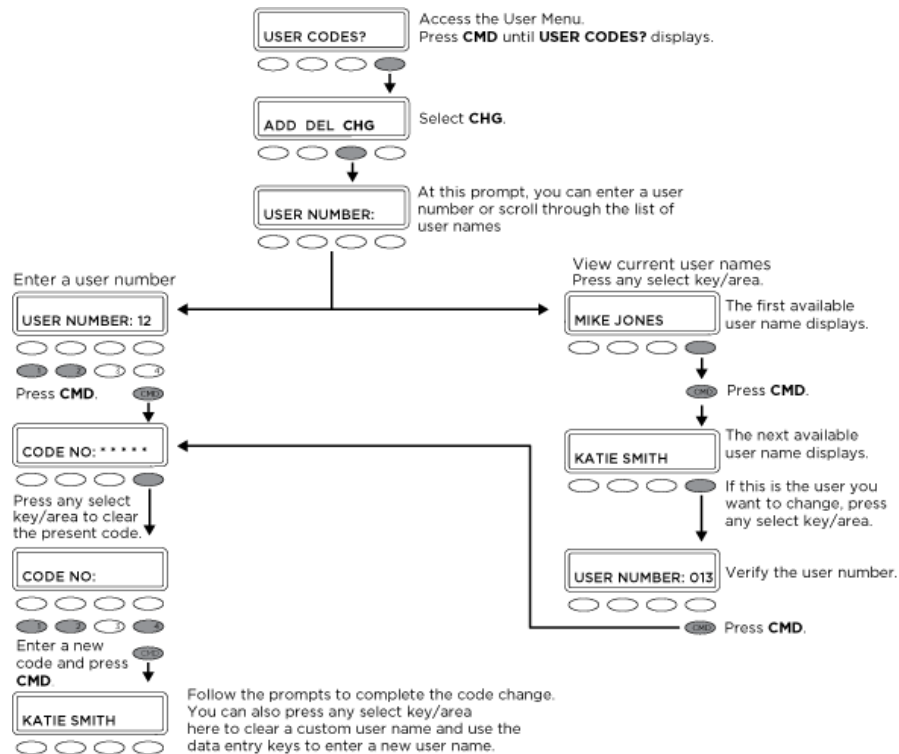 USER CODES?
Access the User Menu.
Press CMD until USER CODES? displays.
ADD DEL CHG
Select CHG.
USER NUMBER:
At this prompt, you can enter a user
number or scroll through the list of
user names
Enter a user number
USER NUMBER: 12
1 2 3 4
Press CMD.
CMD
CODE NO: * * * * *
Press any select
key/area to clear
the present code.
CODE NO:
1 2 3 4
Enter a new
code and press
CMD
CMD
KATIE SMITH
Follow the prompts to complete the code change.
You can also press any select key/area
here to clear a custom user name and use the
data entry keys to enter a new user name.
View current user names
Press any select key/area.
MIKE JONES
The first available
user name displays.
CMD
Press CMD.
KATIE SMITH
The next available
user name displays.
If this is the user you
want to change, press
any select key/area.
USER NUMBER: 013
Verify the user number.
CMD
Press CMD.